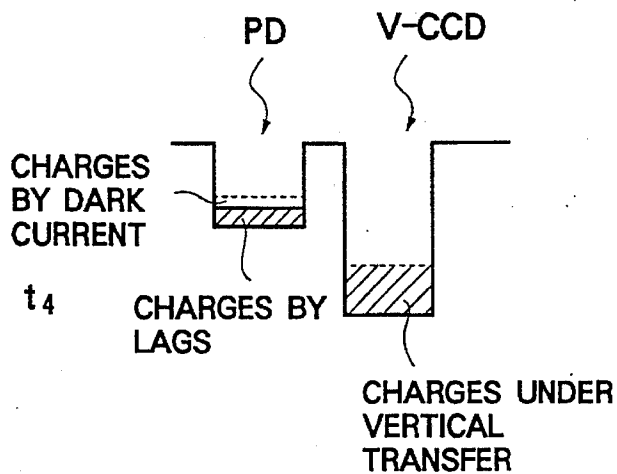 PD
V-CCD
CHARGES
BY DARK
CURRENT
t4
CHARGES BY
LAGS
CHARGES UNDER
VERTICAL
TRANSFER